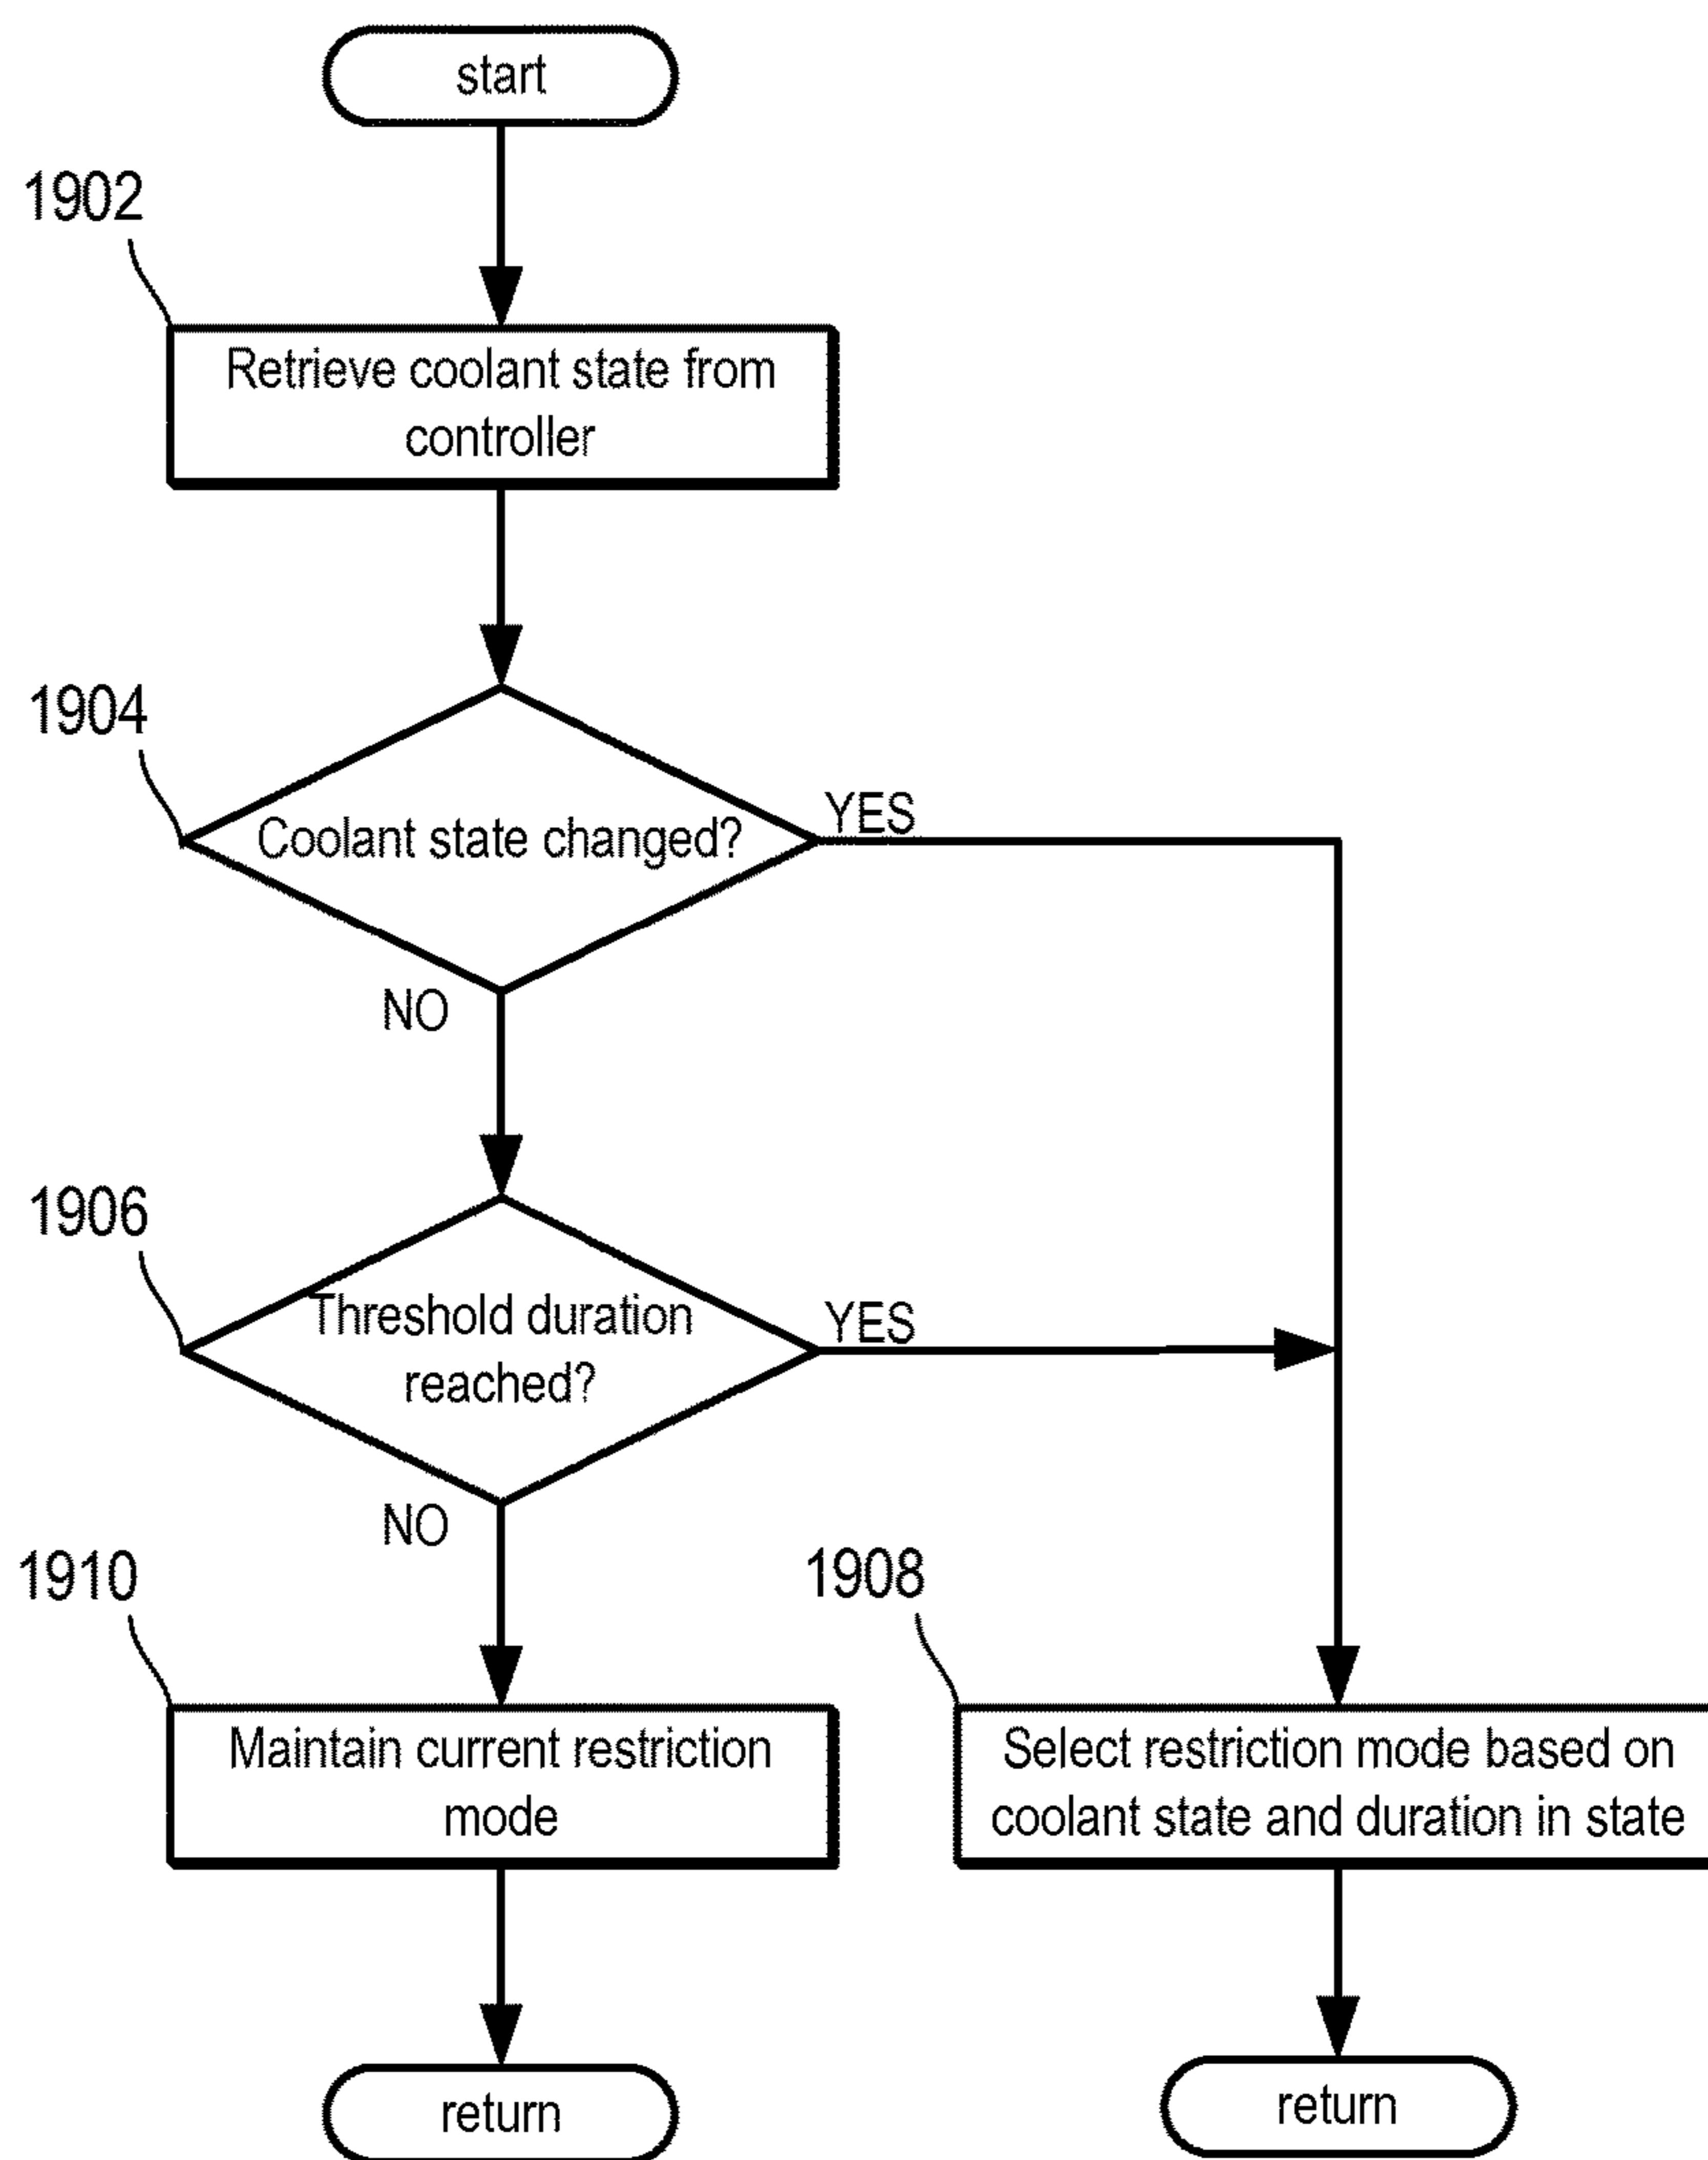 start
1902
Retrieve coolant state from
controller
1904
Coolant state changed?
YES
NO
1906
Threshold duration
reached?
YES
NO
1910
Maintain current restriction
mode
1908
Select restriction mode based on
coolant state and duration in state
return
return